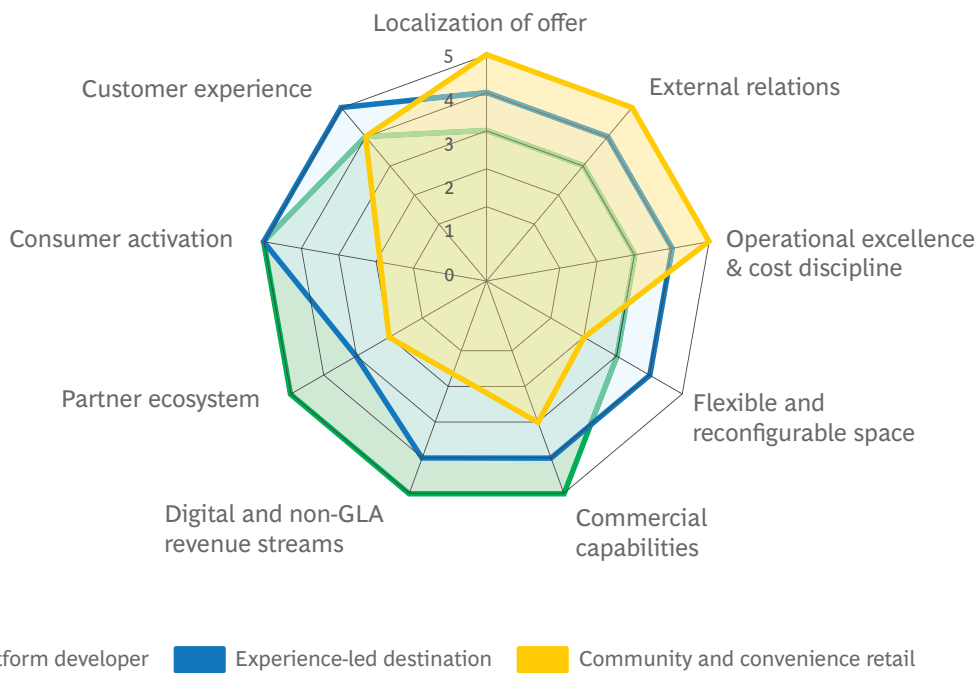 Localization of offer
Customer experience
External relations
5
4
3
2
1
0
Consumer activation
Operational excellence
& cost discipline
Partner ecosystem
Flexible and
reconfigurable space
Digital and non-GLA
revenue streams
Commercial
capabilities
developer
Experience-led destination
Community and convenience retail